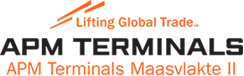 Lifting Global Trade™
APM TERMINALS
APM Terminals Maasvlakte II